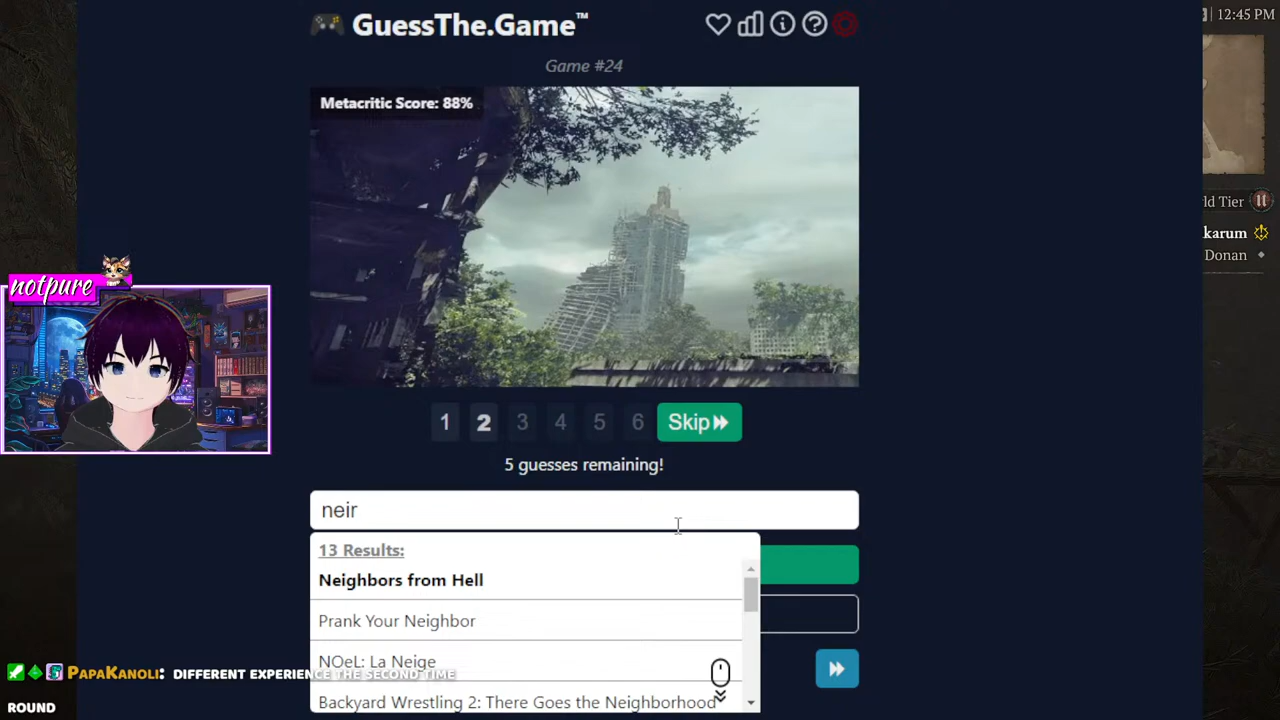 GuessThe.Game™
12:45 PM
Game #24
Metacritic Score: 88%
ld Tier
karum
Donan
notpure
1 2 3 4 5 6 Skip
5 guesses remaining!
neir
13 Results:
Neighbors from Hell
Prank Your Neighbor
NOeL: La Neige
PAPAKANOLI: DIFFERENT EXPERIENCE THE SECOND TIME
Backyard Wrestling 2: There Goes the Neighborhood
ROUND